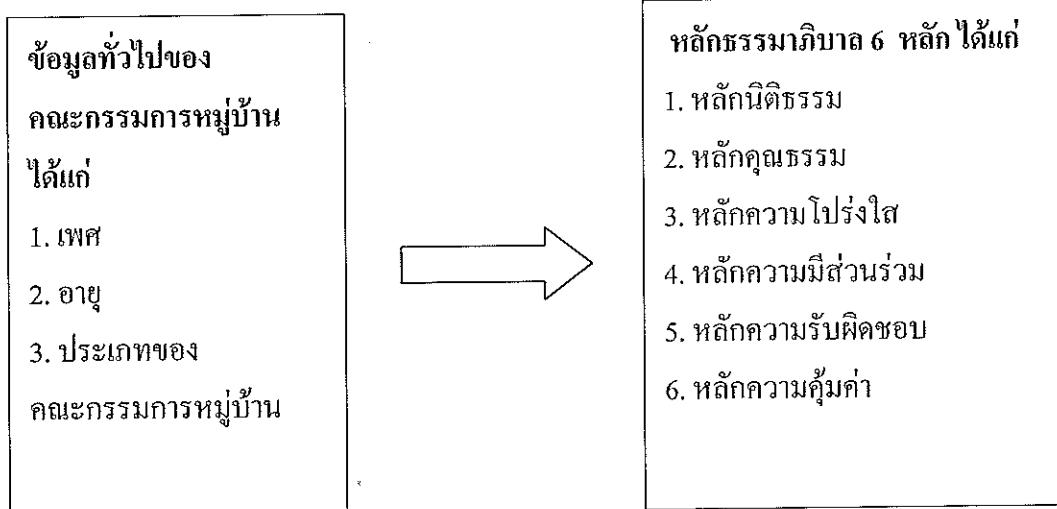 ข้อมูลทั่วไปของ
คณะกรรมการหมู่บ้าน
ได้แก่
1. เพศ
2. อายุ
3. ประเภทของ
คณะกรรมการหมู่บ้าน
หลักธรรมาภิบาล 6 หลัก ได้แก่
1. หลักนิติธรรม
2. หลักคุณธรรม
3. หลักความโปร่งใส
4. หลักความมีส่วนร่วม
5. หลักความรับผิดชอบ
6. หลักความคุ้มค่า